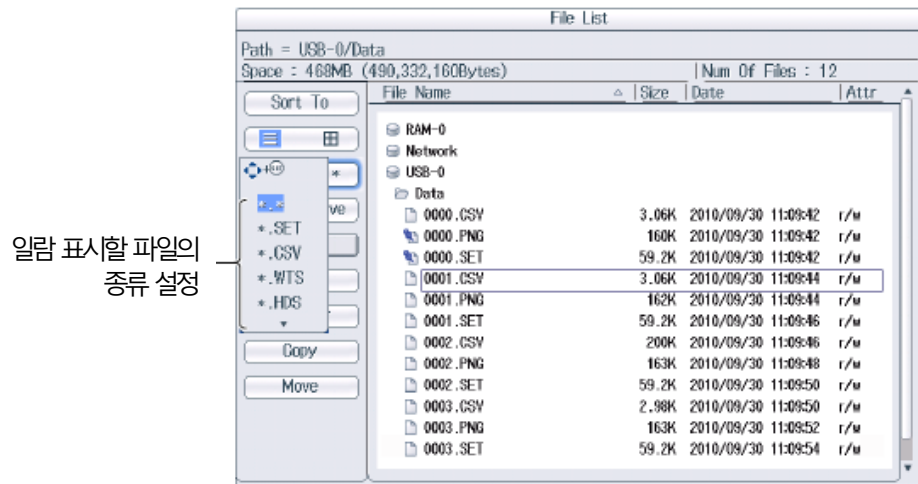 File List
Path = USB-0/Data
Space : 468MB (490,332,160Bytes) Num Of Files : 12
Sort To
File Name Size Date Attr
RAM-0
Network
USB-0
Data
0000.CSV 3.06K 2010/09/30 11:09:42 r/w
0000.PNG 160K 2010/09/30 11:09:42 r/w
0000.SET 59.2K 2010/09/30 11:09:42 r/w
0001.CSV 3.06K 2010/09/30 11:09:44 r/w
0001.PNG 162K 2010/09/30 11:09:44 r/w
0001.SET 59.2K 2010/09/30 11:09:46 r/w
0002.CSV 200K 2010/09/30 11:09:46 r/w
0002.PNG 163K 2010/09/30 11:09:48 r/w
0002.SET 59.2K 2010/09/30 11:09:50 r/w
0003.CSV 2.98K 2010/09/30 11:09:50 r/w
0003.PNG 163K 2010/09/30 11:09:52 r/w
0003.SET 59.2K 2010/09/30 11:09:54 r/w
*
ve
*.*
*.SET
*.CSV
*.WTS
*.HDS
Copy
Move
일람 표시할 파일의
종류 설정